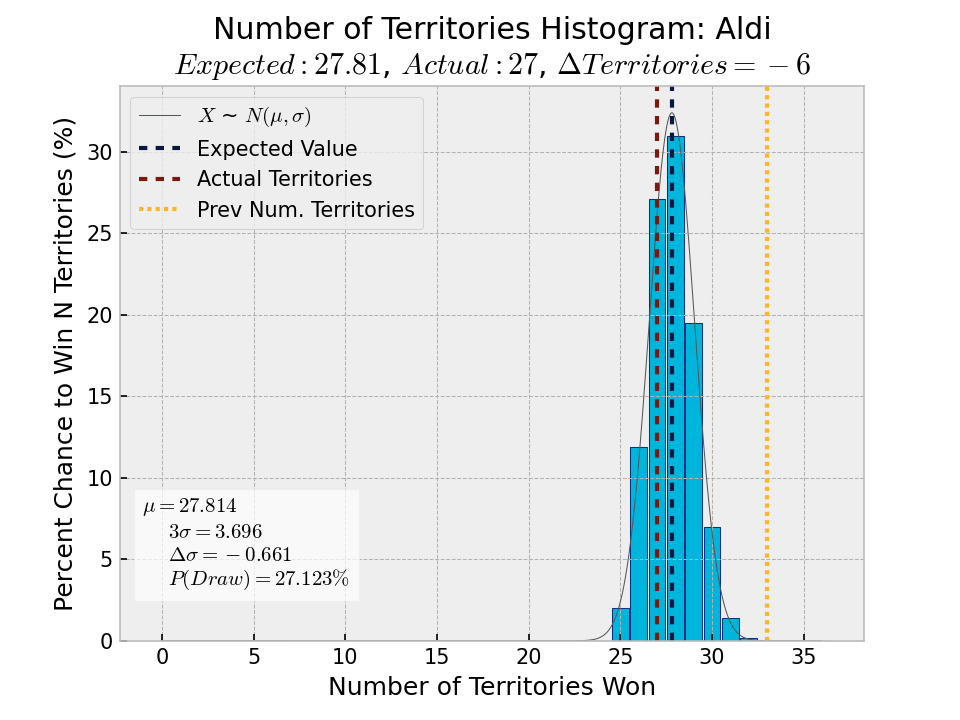 Number of Territories Histogram: Aldi
Expected : 27.81, Actual : 27, ΔTerritories = − 6
X ∼ N(μ, σ)
Expected Value
Actual Territories
Prev Num. Territories
Percent Chance to Win N Territories (%)
30
25
20
15
10
5
0
μ = 27.814
3σ = 3.696
Δσ = − 0.661
P(Draw) = 27.123%
0 5 10 15 20 25 30 35
Number of Territories Won